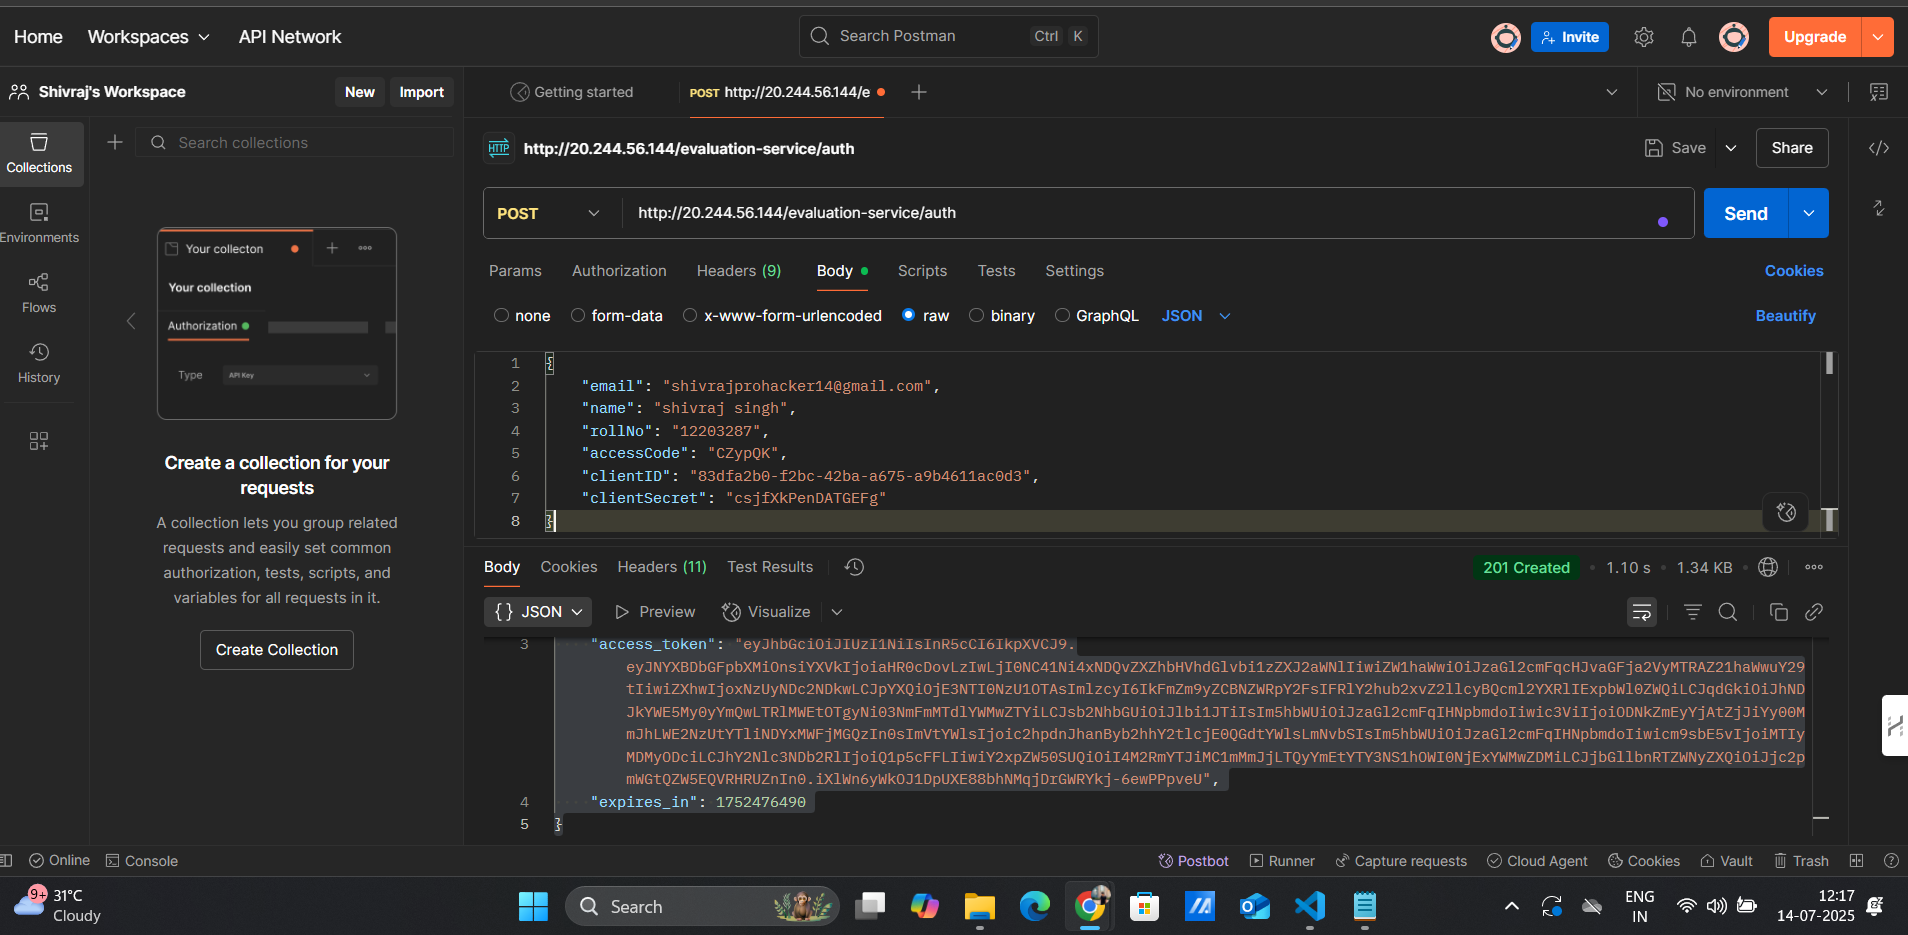 Home Workspaces API Network Search Postman Ctrl K Invite Upgrade
Shivraj's Workspace New Import Getting started POST http://20.244.56.144/e No environment
Collections
Search collections
HTTP http://20.244.56.144/evaluation-service/auth Save Share
Environments
POST http://20.244.56.144/evaluation-service/auth Send
Your collecton
Params Authorization Headers (9) Body Scripts Tests Settings Cookies
Your collection
Flows
none form-data x-www-form-urlencoded raw binary GraphQL JSON Beautify
Authorization
History
Type API Key
1 {
2 "email": "shivrajprohacker14@gmail.com",
3 "name": "shivraj singh",
4 "rollNo": "12203287",
5 "accessCode": "CZypQK",
6 "clientID": "83dfa2b0-f2bc-42ba-a675-a9b4611ac0d3",
7 "clientSecret": "csjfXkPenDATGEFg"
8 }
Create a collection for your
requests
A collection lets you group related
requests and easily set common
authorization, tests, scripts, and
variables for all requests in it.
Create Collection
Body Cookies Headers (11) Test Results 201 Created 1.10 s 1.34 KB
{} JSON Preview Visualize
3 "access_token": "eyJhbGciOiJIUzI1NiIsInR5cCI6IkpXVCJ9.
4 "expires_in": 1752476490
5 }
Online Console Postbot Runner Capture requests Cloud Agent Cookies Vault Trash
9+ 31°C
Cloudy
Search
ENG
IN
12:17
14-07-2025